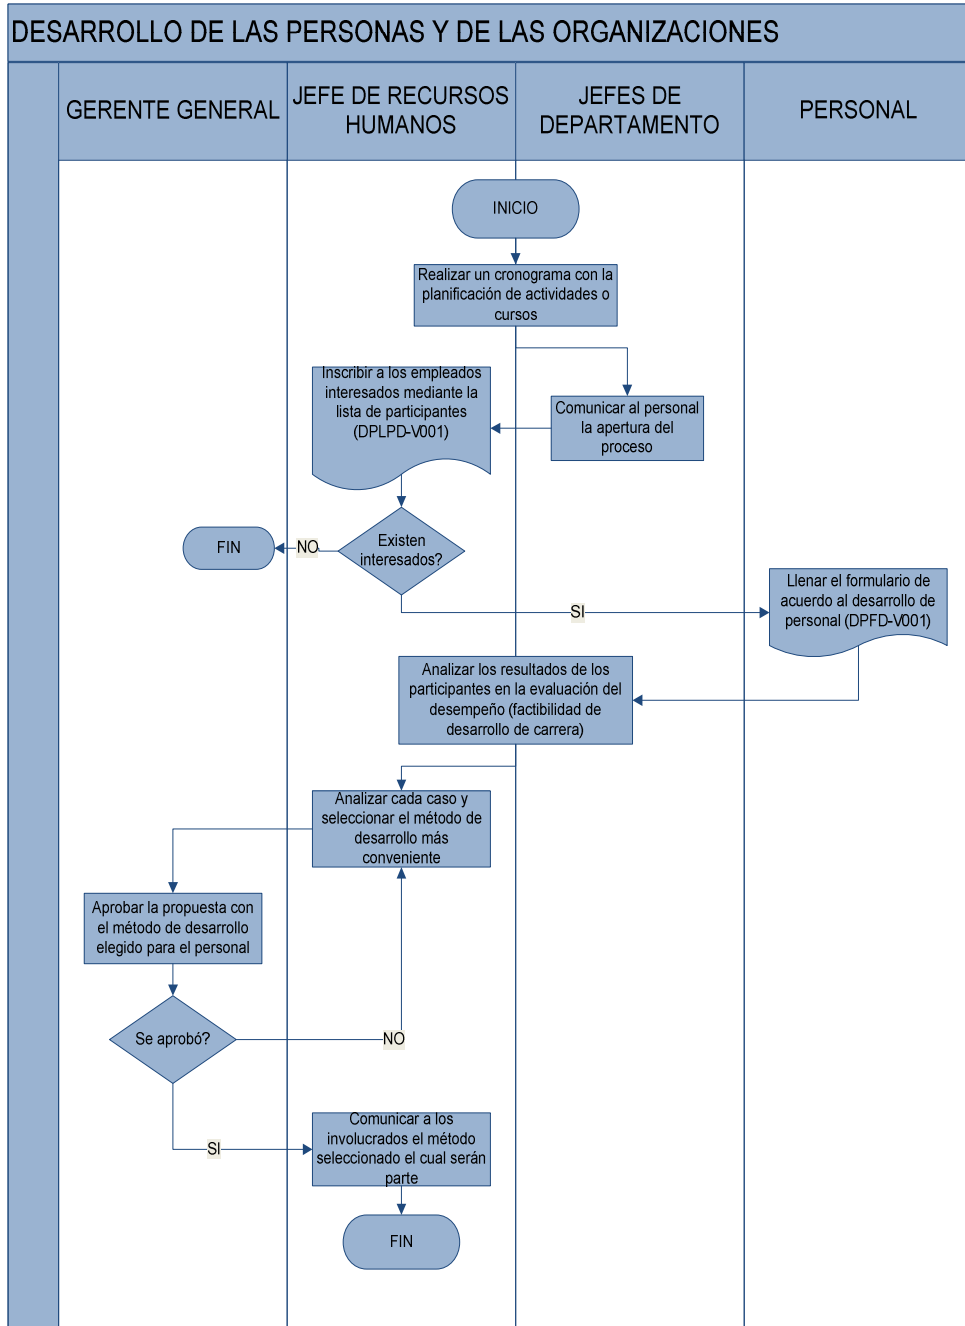 DESARROLLO DE LAS PERSONAS Y DE LAS ORGANIZACIONES
GERENTE GENERAL
JEFE DE RECURSOS
HUMANOS
JEFES DE
DEPARTAMENTO
PERSONAL
INICIO
Realizar un cronograma con la
planificación de actividades o
cursos
Inscribir a los empleados
interesados mediante la
lista de participantes
(DPLPD-V001)
Comunicar al personal
la apertura del
proceso
FIN
NO
Existen
interesados?
SI
Llenar el formulario de
acuerdo al desarrollo de
personal (DPFD-V001)
Analizar los resultados de los
participantes en la evaluación del
desempeño (factibilidad de
desarrollo de carrera)
Analizar cada caso y
seleccionar el método de
desarrollo más
conveniente
Aprobar la propuesta con
el método de desarrollo
elegido para el personal
Se aprobó?
NO
SI
Comunicar a los
involucrados el método
seleccionado el cual serán
parte
FIN